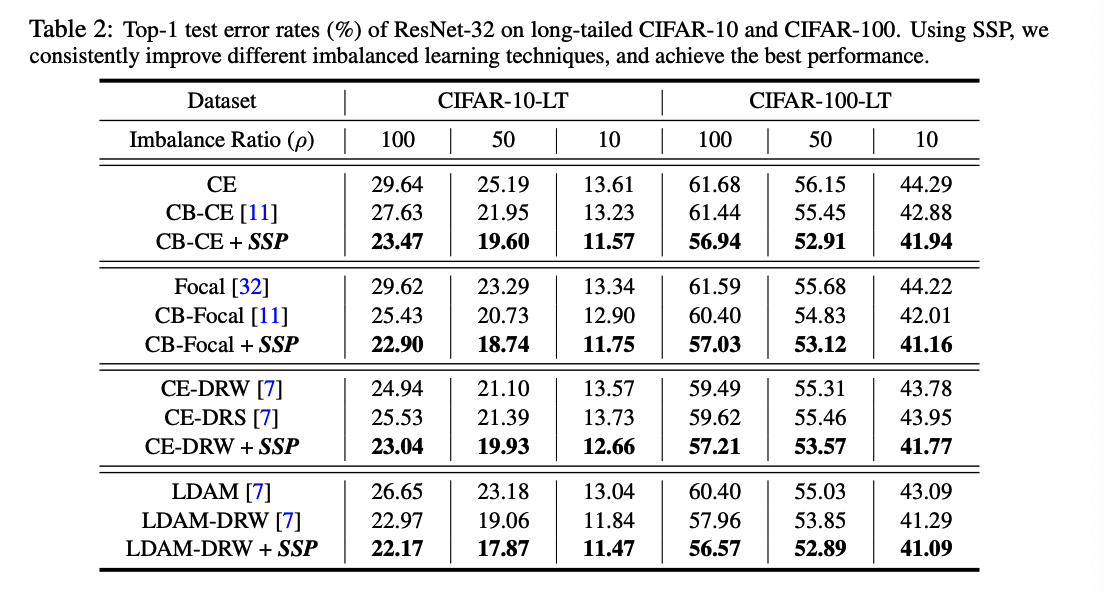 Table 2: Top-1 test error rates (%) of ResNet-32 on long-tailed CIFAR-10 and CIFAR-100. Using SSP, we
consistently improve different imbalanced learning techniques, and achieve the best performance.
Dataset CIFAR-10-LT CIFAR-100-LT
Imbalance Ratio (ρ) 100 50 10 100 50 10
CE 29.64 25.19 13.61 61.68 56.15 44.29
CB-CE [11] 27.63 21.95 13.23 61.44 55.45 42.88
CB-CE + SSP 23.47 19.60 11.57 56.94 52.91 41.94
Focal [32] 29.62 23.29 13.34 61.59 55.68 44.22
CB-Focal [11] 25.43 20.73 12.90 60.40 54.83 42.01
CB-Focal + SSP 22.90 18.74 11.75 57.03 53.12 41.16
CE-DRW [7] 24.94 21.10 13.57 59.49 55.31 43.78
CE-DRS [7] 25.53 21.39 13.73 59.62 55.46 43.95
CE-DRW + SSP 23.04 19.93 12.66 57.21 53.57 41.77
LDAM [7] 26.65 23.18 13.04 60.40 55.03 43.09
LDAM-DRW [7] 22.97 19.06 11.84 57.96 53.85 41.29
LDAM-DRW + SSP 22.17 17.87 11.47 56.57 52.89 41.09